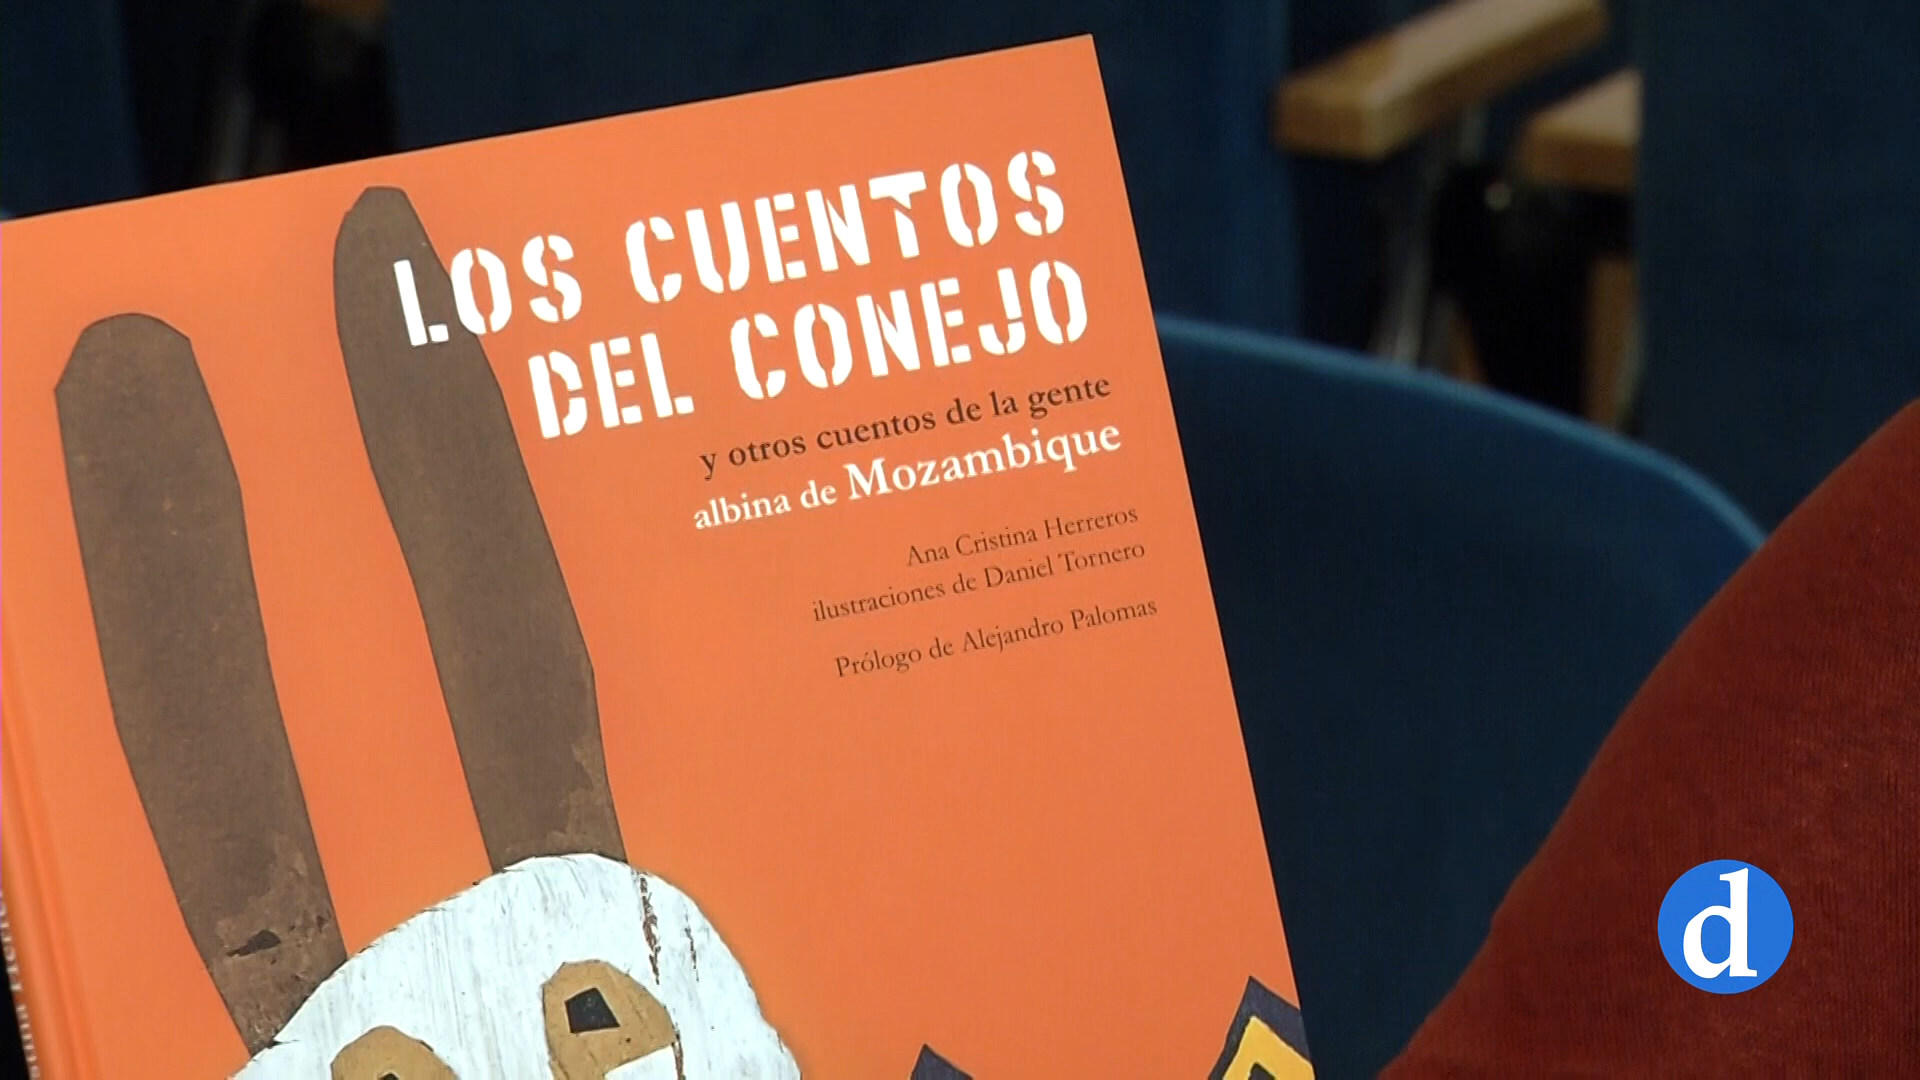 LOS CUENTOS
DEL CONEJO
y otros cuentos de la gente
albina de Mozambique
Ana Cristina Herreros
ilustraciones de Daniel Tornero
Prólogo de Alejandro Palomas
d